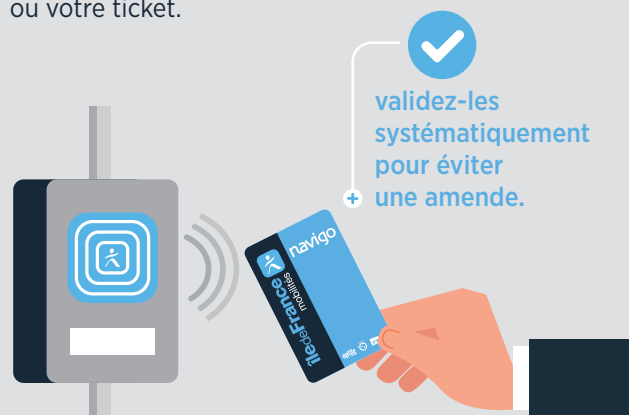 ou votre ticket.
validez-les
systématiquement
pour éviter
+ une amende.
navigo
îledeFrance
mobilités